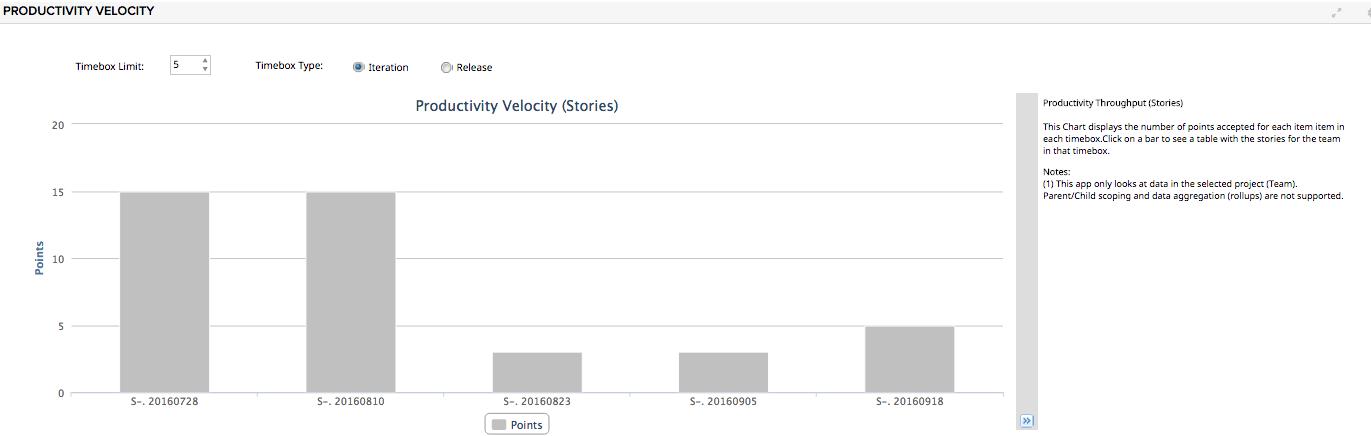 PRODUCTIVITY VELOCITY
Timebox Limit: 5 Timebox Type: Iteration Release
Productivity Velocity (Stories)
20
15
10
5
0
Points
S-. 20160728 S-. 20160810 S-. 20160823 S-. 20160905 S-. 20160918
Points
Productivity Throughput (Stories)
This Chart displays the number of points accepted for each item item in
each timebox.Click on a bar to see a table with the stories for the team
in that timebox.
Notes:
(1) This app only looks at data in the selected project (Team).
Parent/Child scoping and data aggregation (rollups) are not supported.